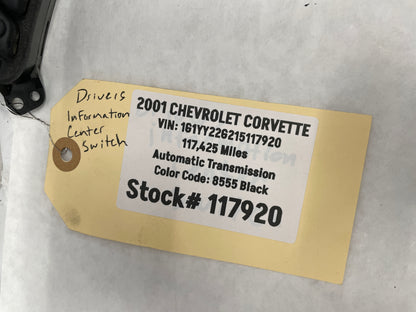 Drivers
Information
Center
Switch
2001 CHEVROLET CORVETTE
VIN: 1G1YY22G215117920
117,425 Miles
Automatic Transmission
Color Code: 8555 Black
Stock# 117920